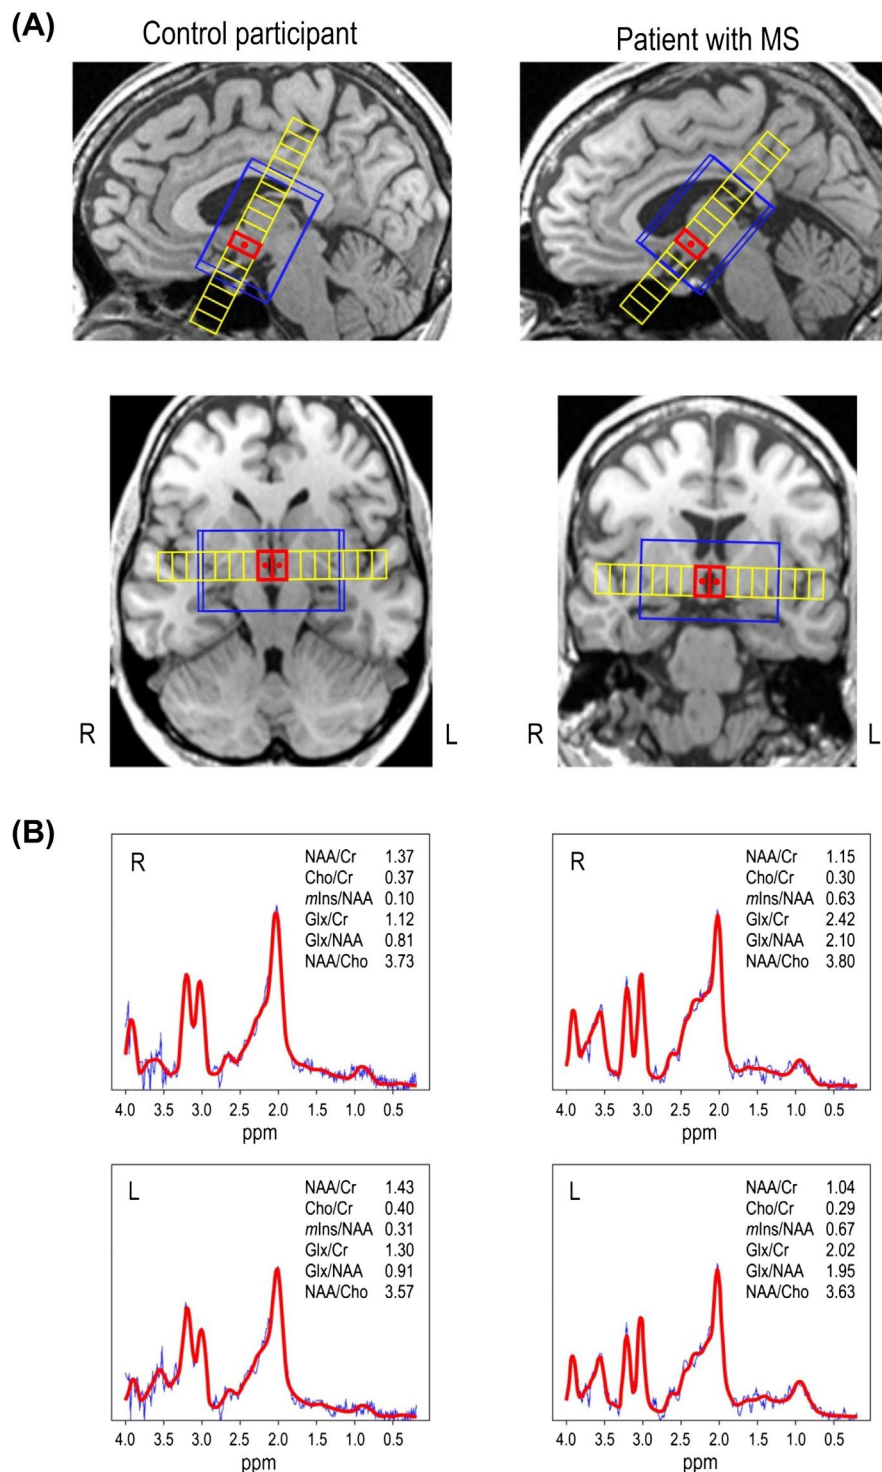 (A)
Control participant
Patient with MS
R
L
R
L
(B)
R
NAA/Cr 1.37
Cho/Cr 0.37
mIns/NAA 0.10
Glx/Cr 1.12
Glx/NAA 0.81
NAA/Cho 3.73
4.0 3.5 3.0 2.5 2.0 1.5 1.0 0.5
ppm
R
NAA/Cr 1.15
Cho/Cr 0.30
mIns/NAA 0.63
Glx/Cr 2.42
Glx/NAA 2.10
NAA/Cho 3.80
4.0 3.5 3.0 2.5 2.0 1.5 1.0 0.5
ppm
L
NAA/Cr 1.43
Cho/Cr 0.40
mIns/NAA 0.31
Glx/Cr 1.30
Glx/NAA 0.91
NAA/Cho 3.57
4.0 3.5 3.0 2.5 2.0 1.5 1.0 0.5
ppm
L
NAA/Cr 1.04
Cho/Cr 0.29
mIns/NAA 0.67
Glx/Cr 2.02
Glx/NAA 1.95
NAA/Cho 3.63
4.0 3.5 3.0 2.5 2.0 1.5 1.0 0.5
ppm